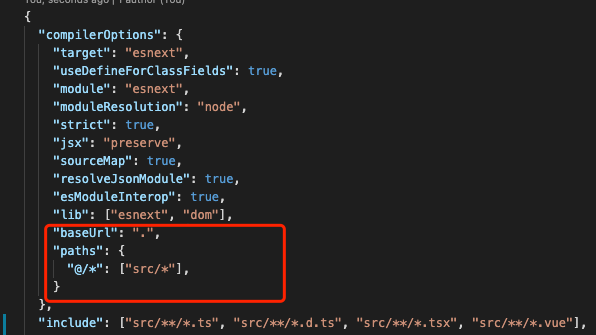 You, seconds ago | 1 author (You)
{
"compilerOptions": {
"target": "esnext",
"useDefineForClassFields": true,
"module": "esnext",
"moduleResolution": "node",
"strict": true,
"jsx": "preserve",
"sourceMap": true,
"resolveJsonModule": true,
"esModuleInterop": true,
"lib": ["esnext", "dom"],
"baseUrl": ".",
"paths": {
"@/*": ["src/*"],
}
},
"include": ["src/**/*.ts", "src/**/*.d.ts", "src/**/*.tsx", "src/**/*.vue"],